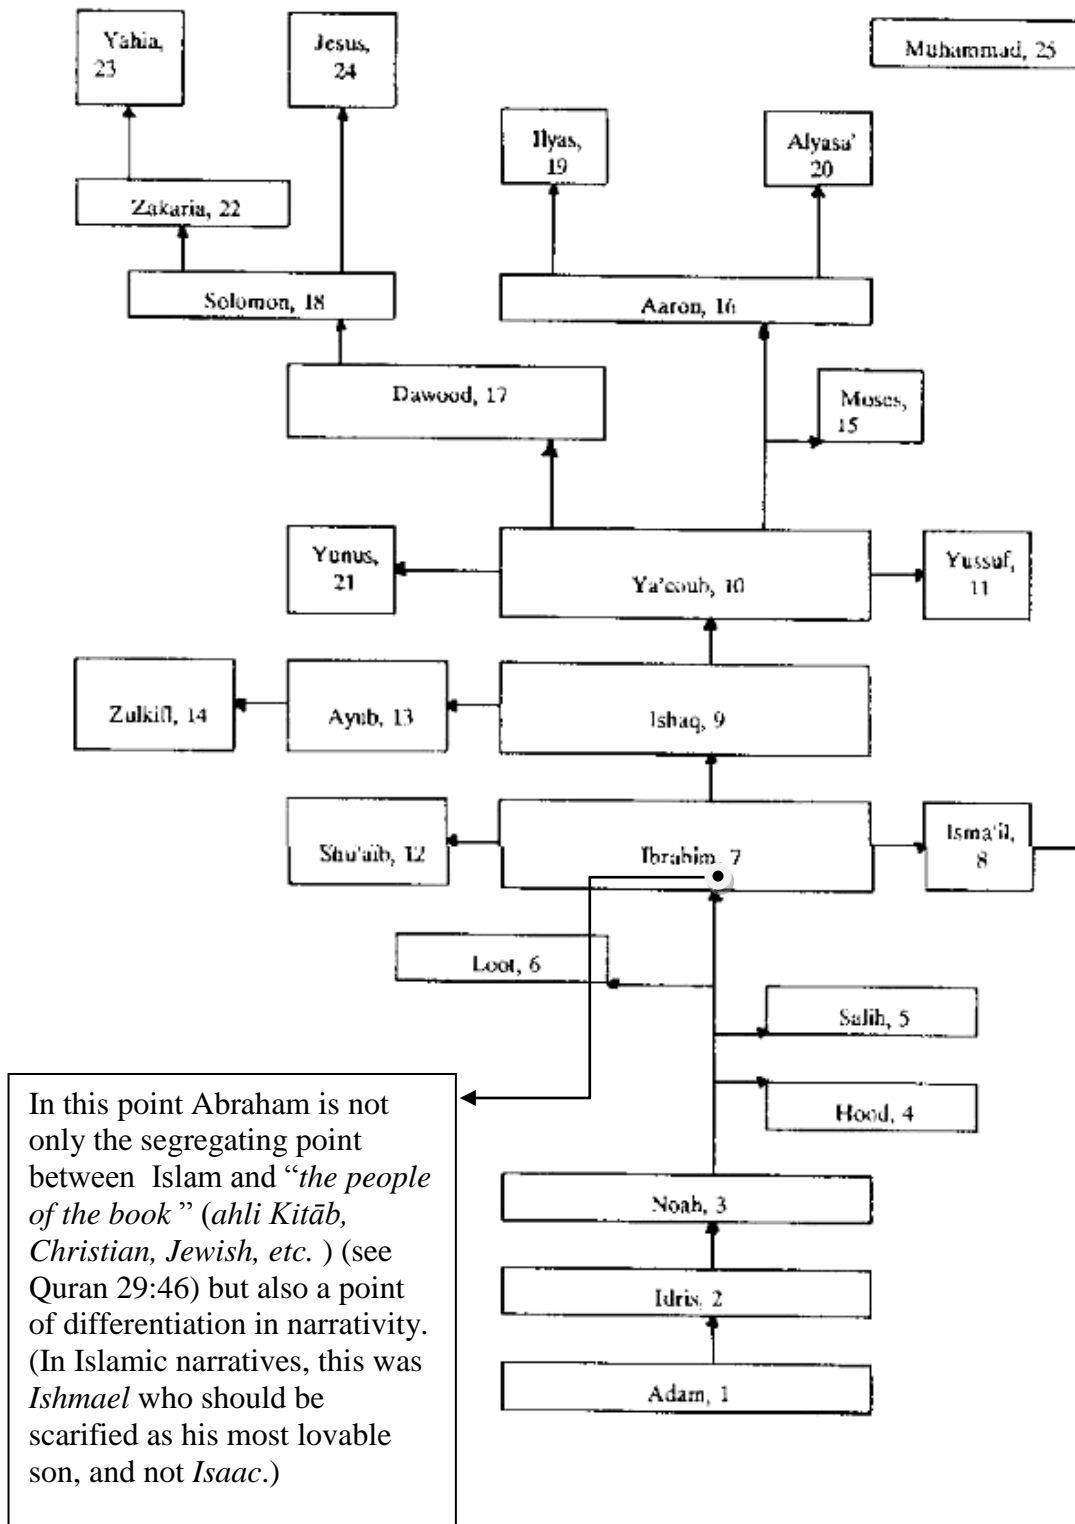 Yahia,
23
Jesus,
24
Muhammad, 25
Ilyas,
19
Alyasa'
20
Zakaria, 22
Solomon, 18
Aaron, 16
Dawood, 17
Moses,
15
Yunus,
21
Ya'coub, 10
Yussuf,
11
Zulkifl, 14
Ayub, 13
Ishaq, 9
Shu'aib, 12
Ibrahim, 7
Isma'il,
8
Loot, 6
Salih, 5
Hood, 4
Noah, 3
Idris, 2
Adam, 1
In this point Abraham is not
only the segregating point
between Islam and “the people
of the book ” (ahli Kitāb,
Christian, Jewish, etc. ) (see
Quran 29:46) but also a point
of differentiation in narrativity.
(In Islamic narratives, this was
Ishmael who should be
scarified as his most lovable
son, and not Isaac.)